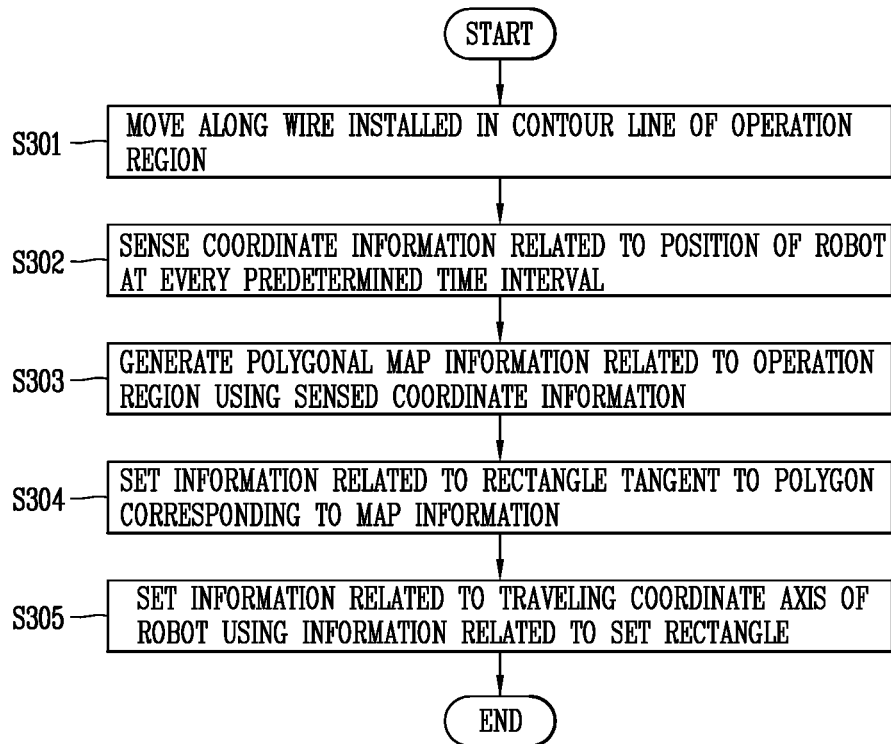 START
S301
MOVE ALONG WIRE INSTALLED IN CONTOUR LINE OF OPERATION
REGION
S302
SENSE COORDINATE INFORMATION RELATED TO POSITION OF ROBOT
AT EVERY PREDETERMINED TIME INTERVAL
S303
GENERATE POLYGONAL MAP INFORMATION RELATED TO OPERATION
REGION USING SENSED COORDINATE INFORMATION
S304
SET INFORMATION RELATED TO RECTANGLE TANGENT TO POLYGON
CORRESPONDING TO MAP INFORMATION
S305
SET INFORMATION RELATED TO TRAVELING COORDINATE AXIS OF
ROBOT USING INFORMATION RELATED TO SET RECTANGLE
END